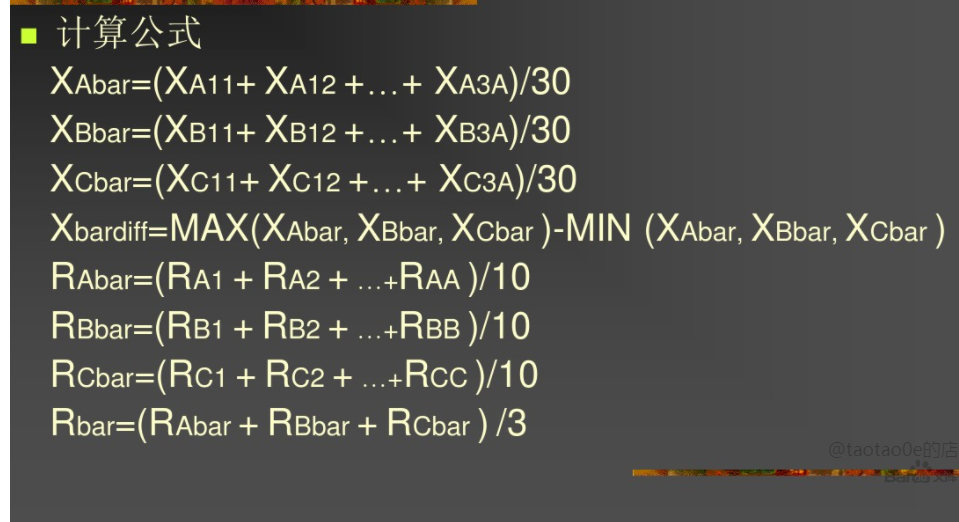 计算公式
XAbar=(XA11+ XA12 +…+ XA3A)/30
XBbar=(XB11+ XB12 +…+ XB3A)/30
XCbar=(XC11+ XC12 +…+ XC3A)/30
Xbardiff=MAX(XAbar, XBbar, XCbar )-MIN (XAbar, XBbar, XCbar )
RAbar=(RA1 + RA2 + …+RAA )/10
RBbar=(RB1 + RB2 + …+RBB )/10
RCbar=(RC1 + RC2 + …+RCC )/10
Rbar=(RAbar + RBbar + RCbar ) /3
@taotao0e的店